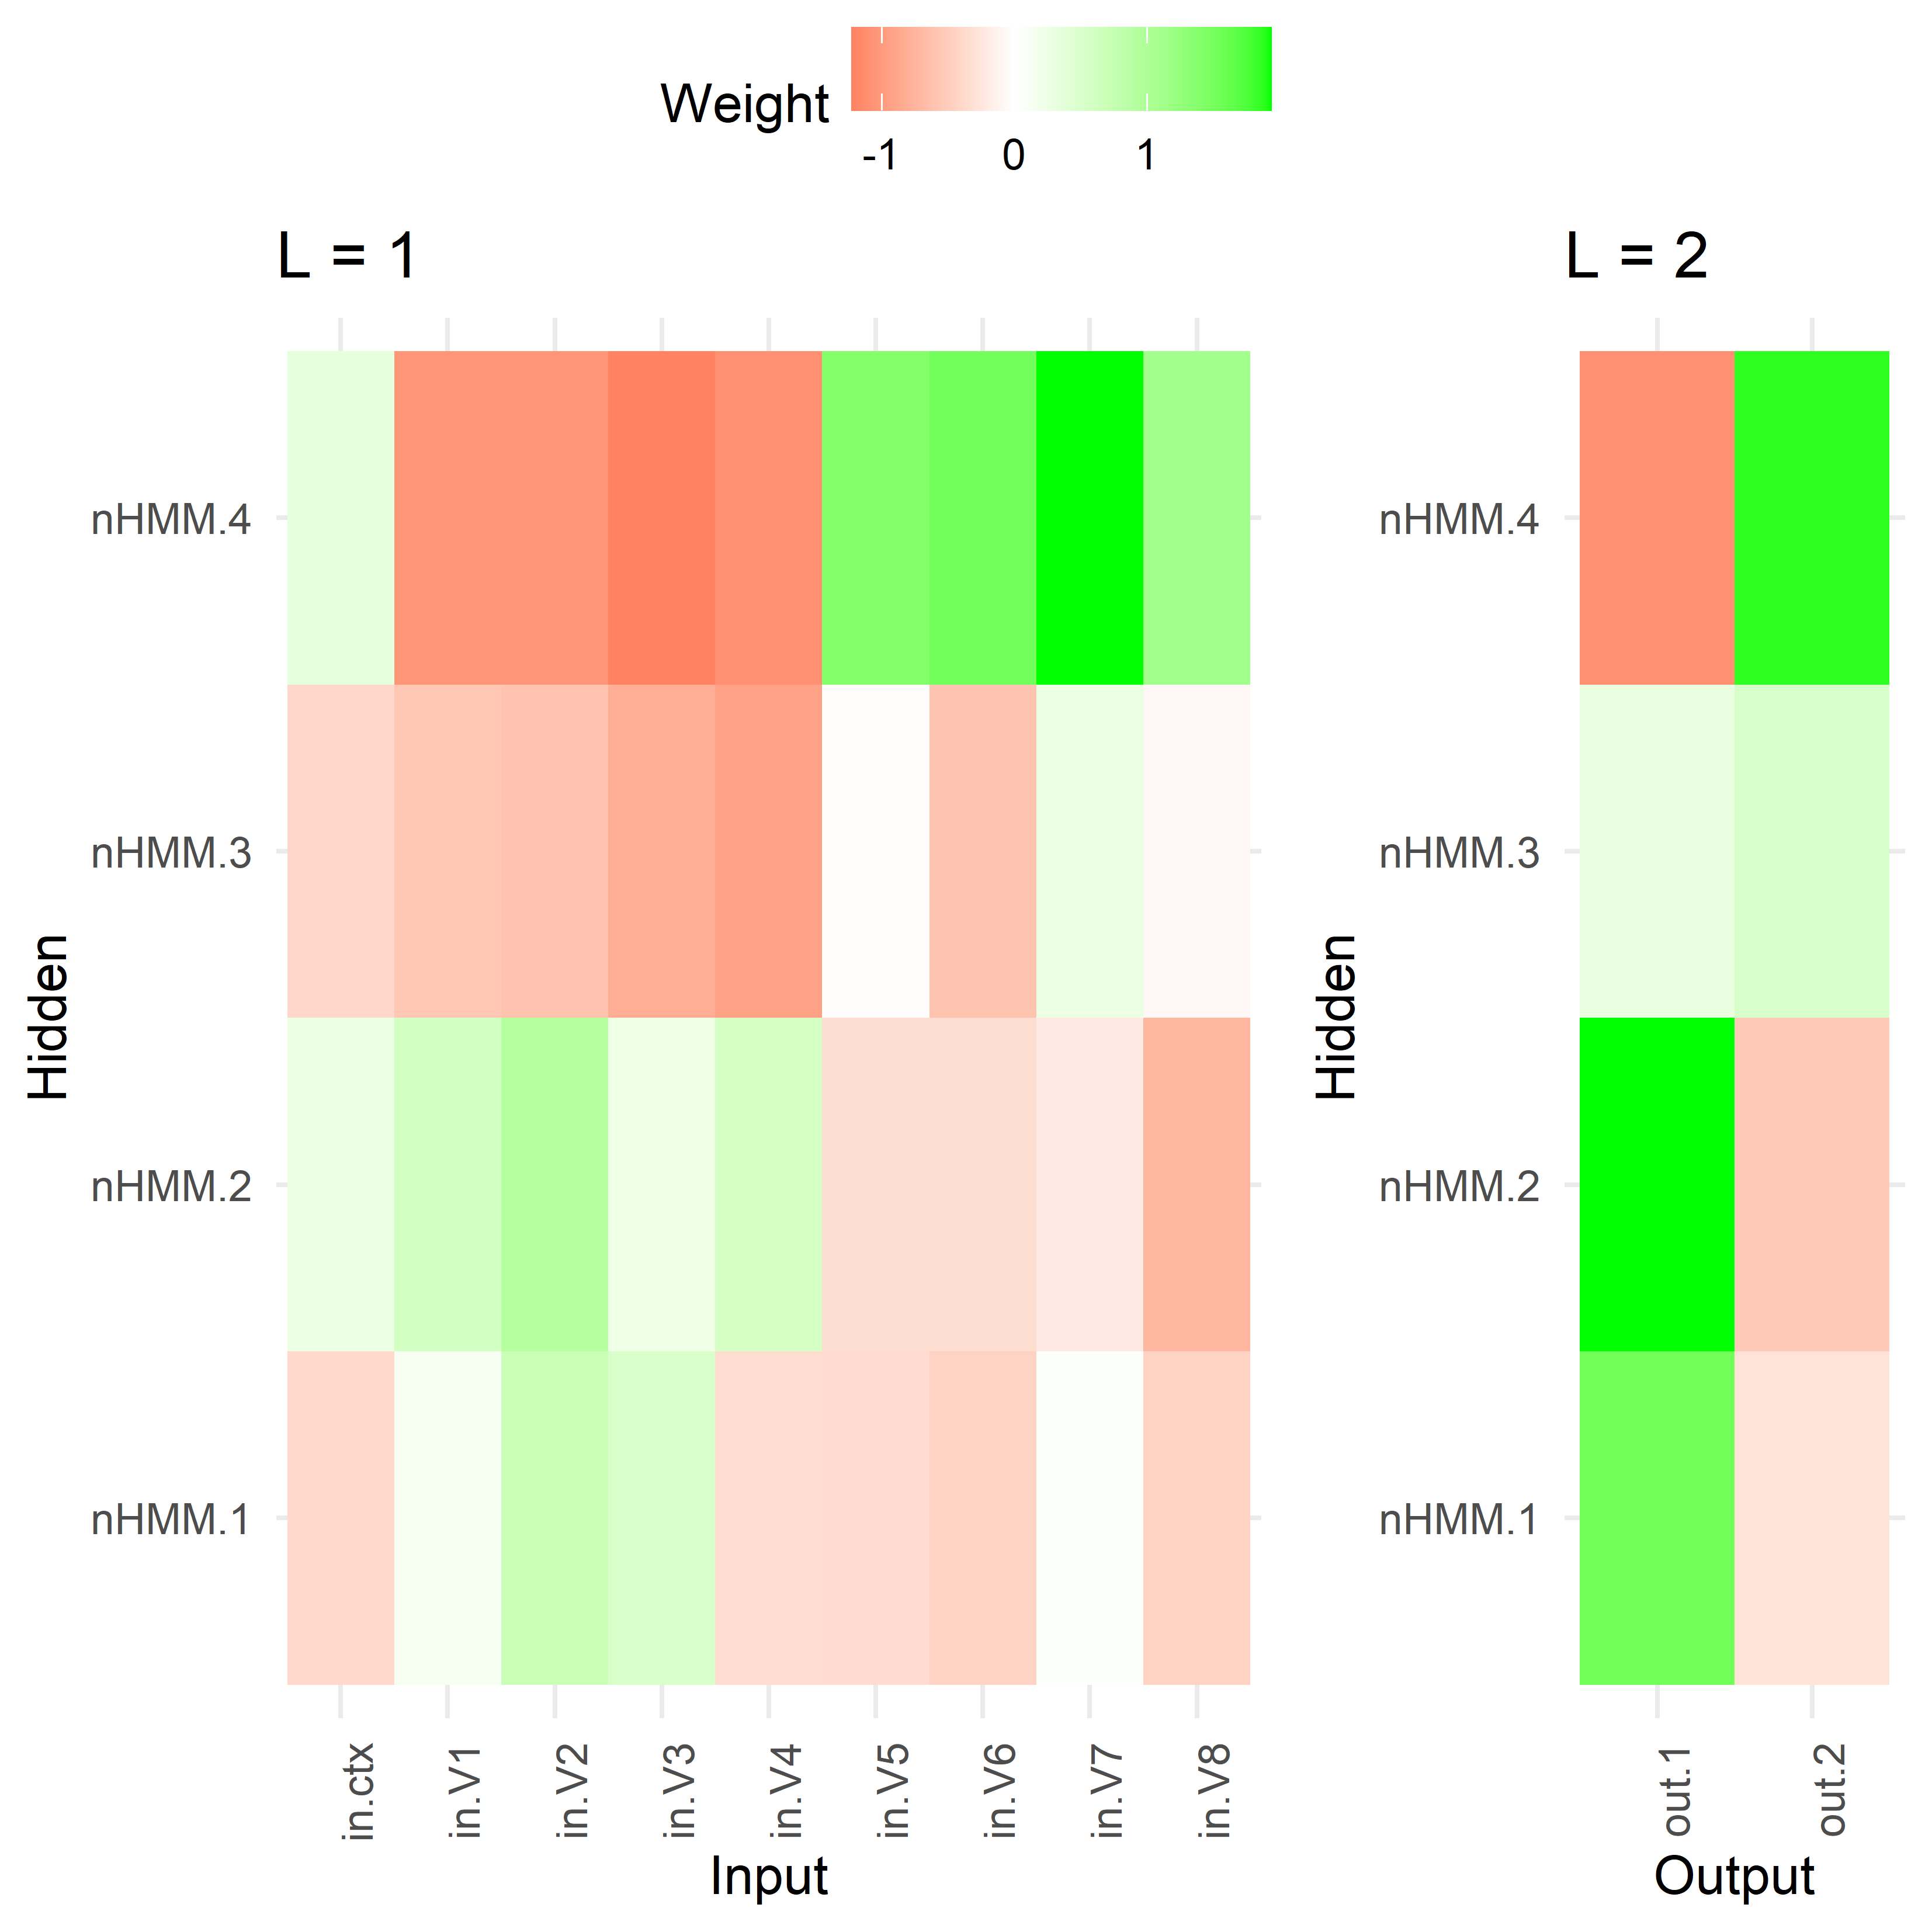 Weight
-1 0 1
L = 1
L = 2
Hidden
nHMM.4
nHMM.3
nHMM.2
nHMM.1
in.ctx in.V1 in.V2 in.V3 in.V4 in.V5 in.V6 in.V7 in.V8
Input
Hidden
nHMM.4
nHMM.3
nHMM.2
nHMM.1
out.1 out.2
Output